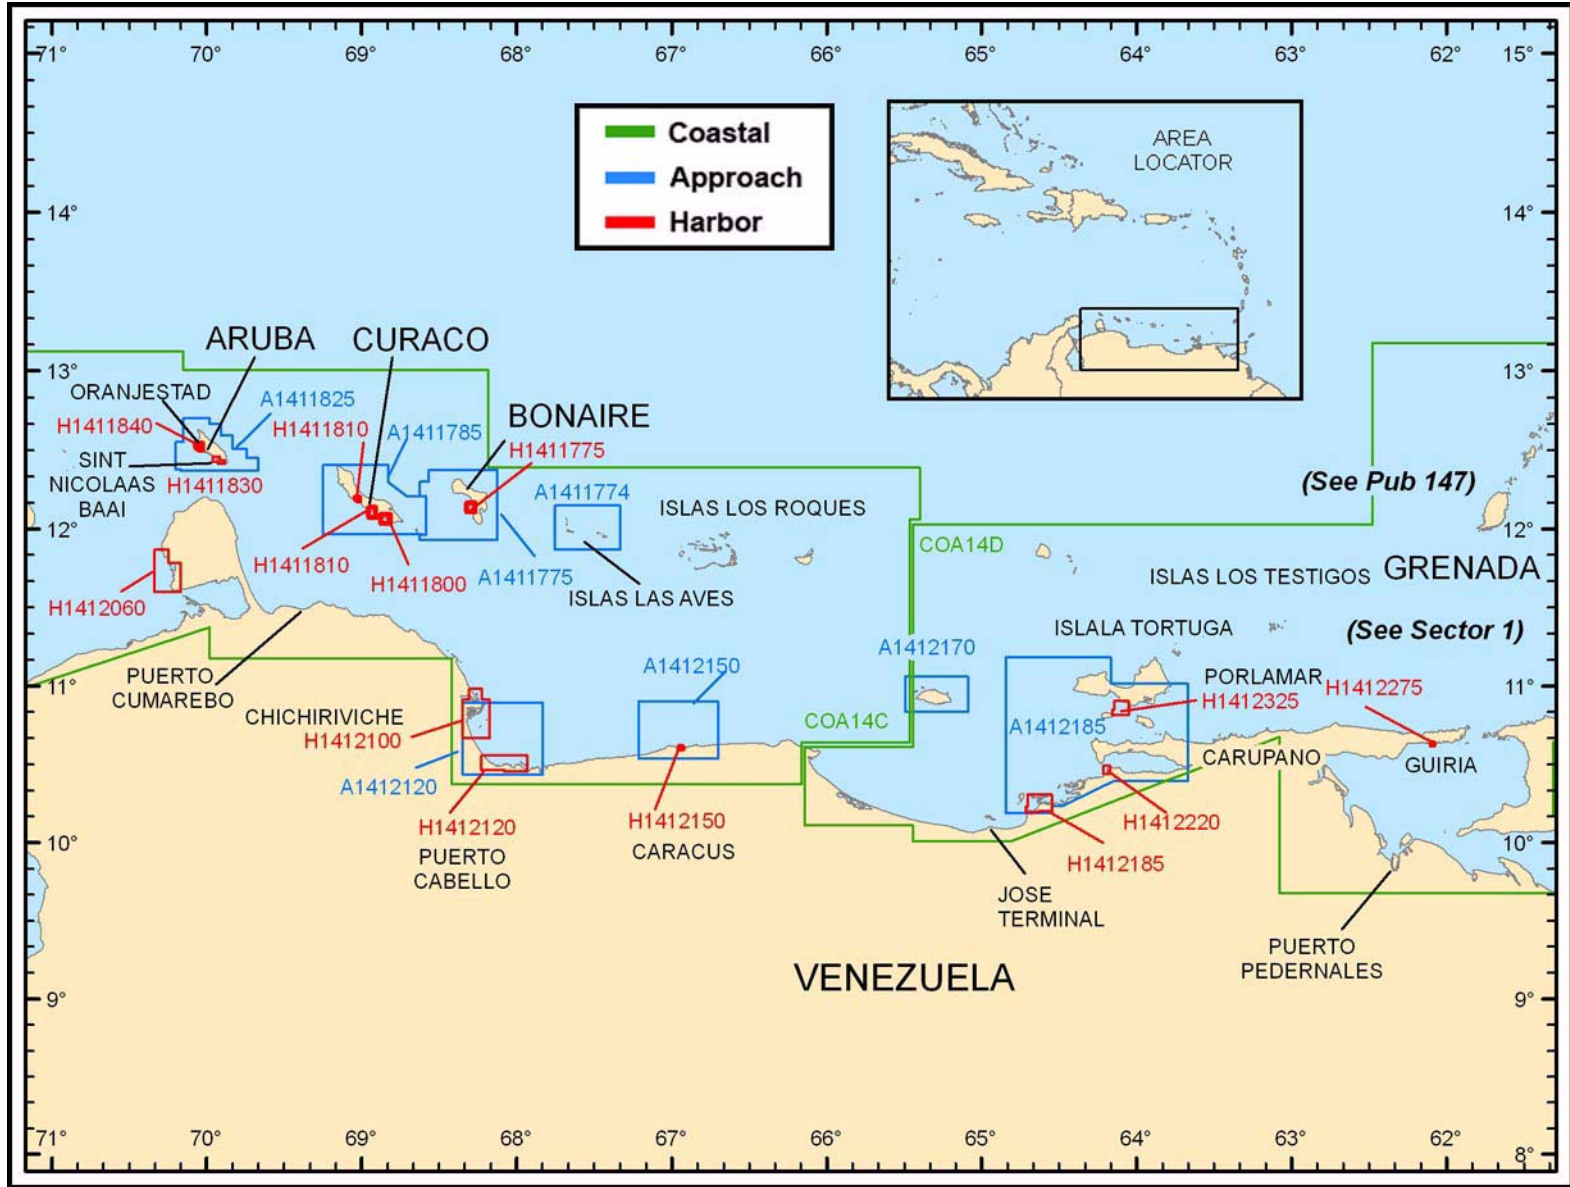 71° 70° 69° 68° 67° 66° 65° 64° 63° 62° 15°
Coastal
Approach
Harbor
AREA
LOCATOR
14° 14°
ARUBA
CURACO
13° 13°
ORANJESTAD
A1411825
H1411840
H1411810
A1411785
BONAIRE
H1411775
SINT
NICOLAAS
BAAI
H1411830
A1411774
ISLAS LOS ROQUES
(See Pub 147)
12° 12°
COA14D
H1411810
H1411800
A1411775
ISLAS LAS AVES
ISLAS LOS TESTIGOS
GRENADA
H1412060
ISLALA TORTUGA
(See Sector 1)
A1412170
A1412150
11° 11°
PUERTO
CUMAREBO
PORLAMAR
H1412325
H1412275
CHICHIRIVICHE
H1412100
COA14C
A1412185
CARUPANO
GUIRIA
A1412120
H1412120
PUERTO
CABELLO
H1412150
CARACUS
H1412220
10° 10°
H1412185
JOSE
TERMINAL
PUERTO
PEDERNALES
VENEZUELA
9° 9°
71° 70° 69° 68° 67° 66° 65° 64° 63° 62° 8°